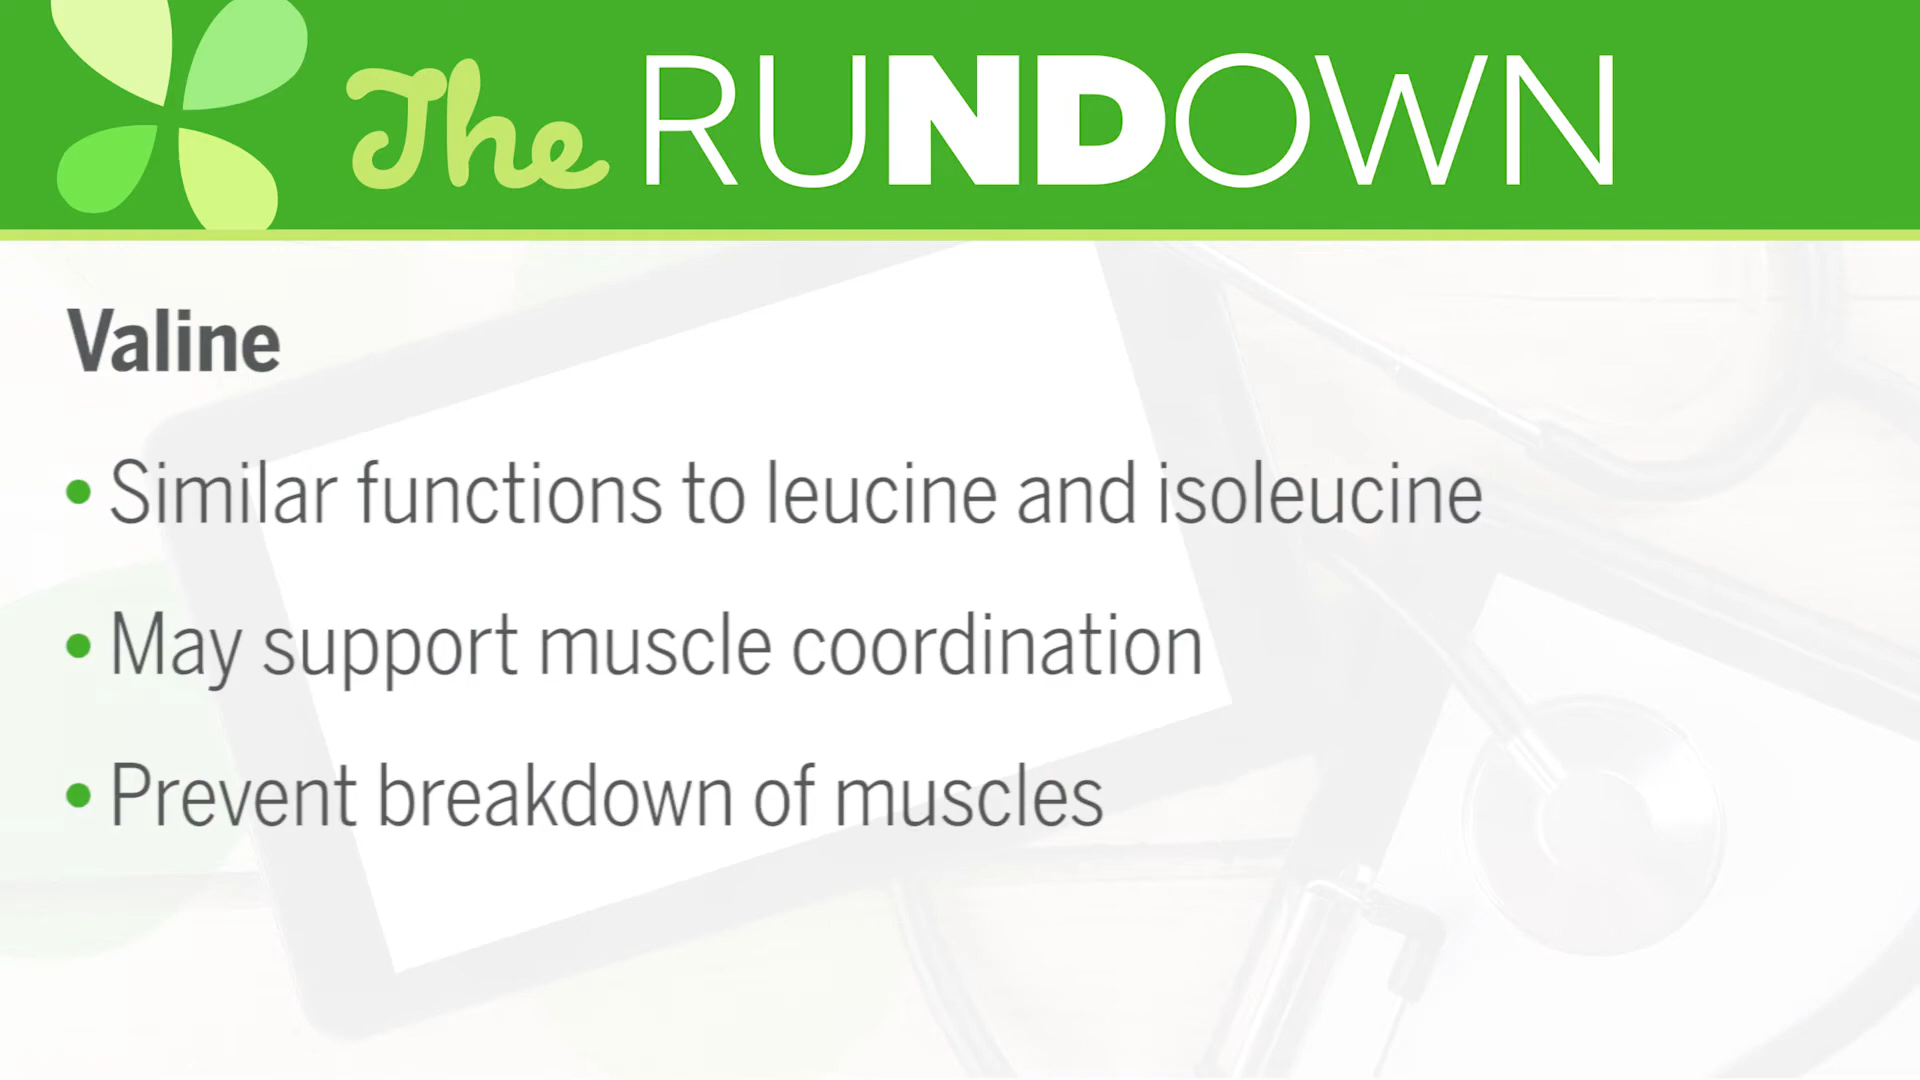 The RUNDOWN
Valine
• Similar functions to leucine and isoleucine
• May support muscle coordination
• Prevent breakdown of muscles